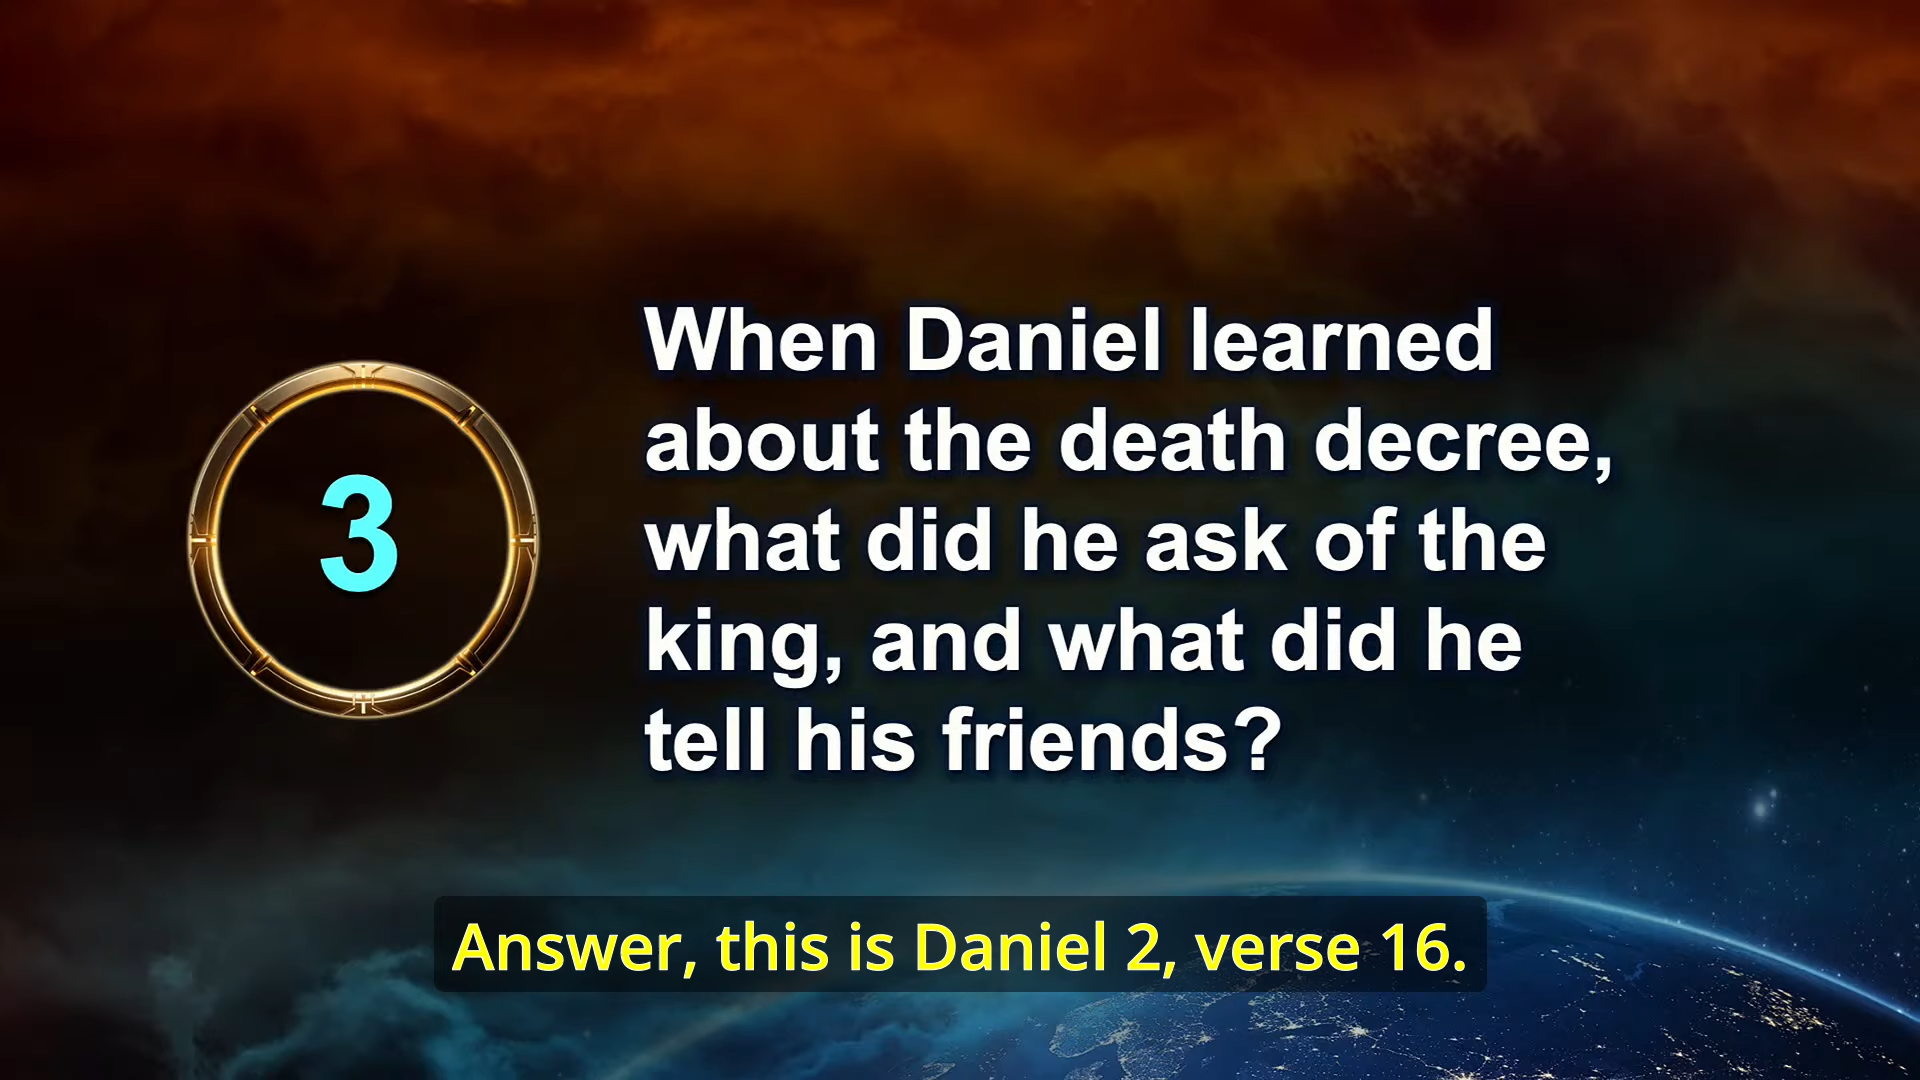 3
When Daniel learned
about the death decree,
what did he ask of the
king, and what did he
tell his friends?
Answer, this is Daniel 2, verse 16.